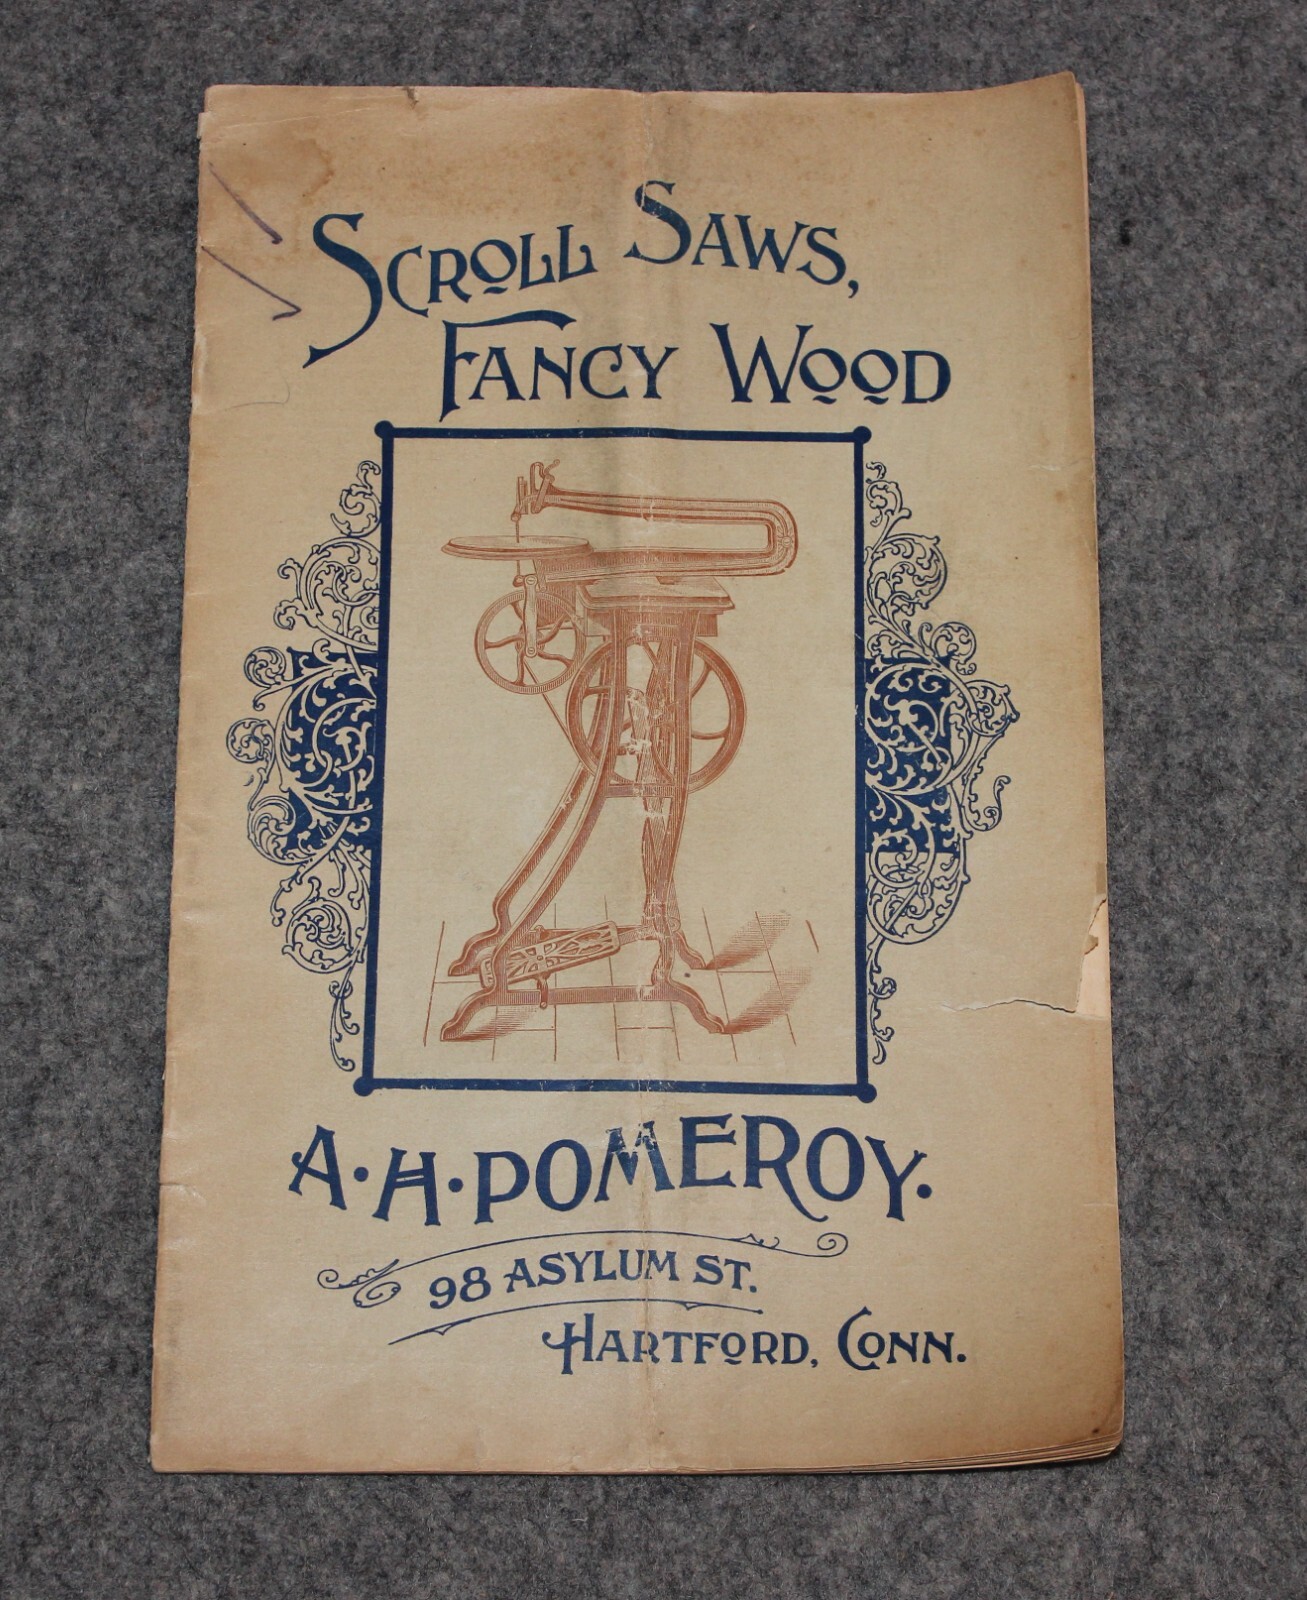 SCROLL SAWS,
FANCY WOOD
A.H.POMEROY.
98 ASYLUM ST.
HARTFORD, CONN.